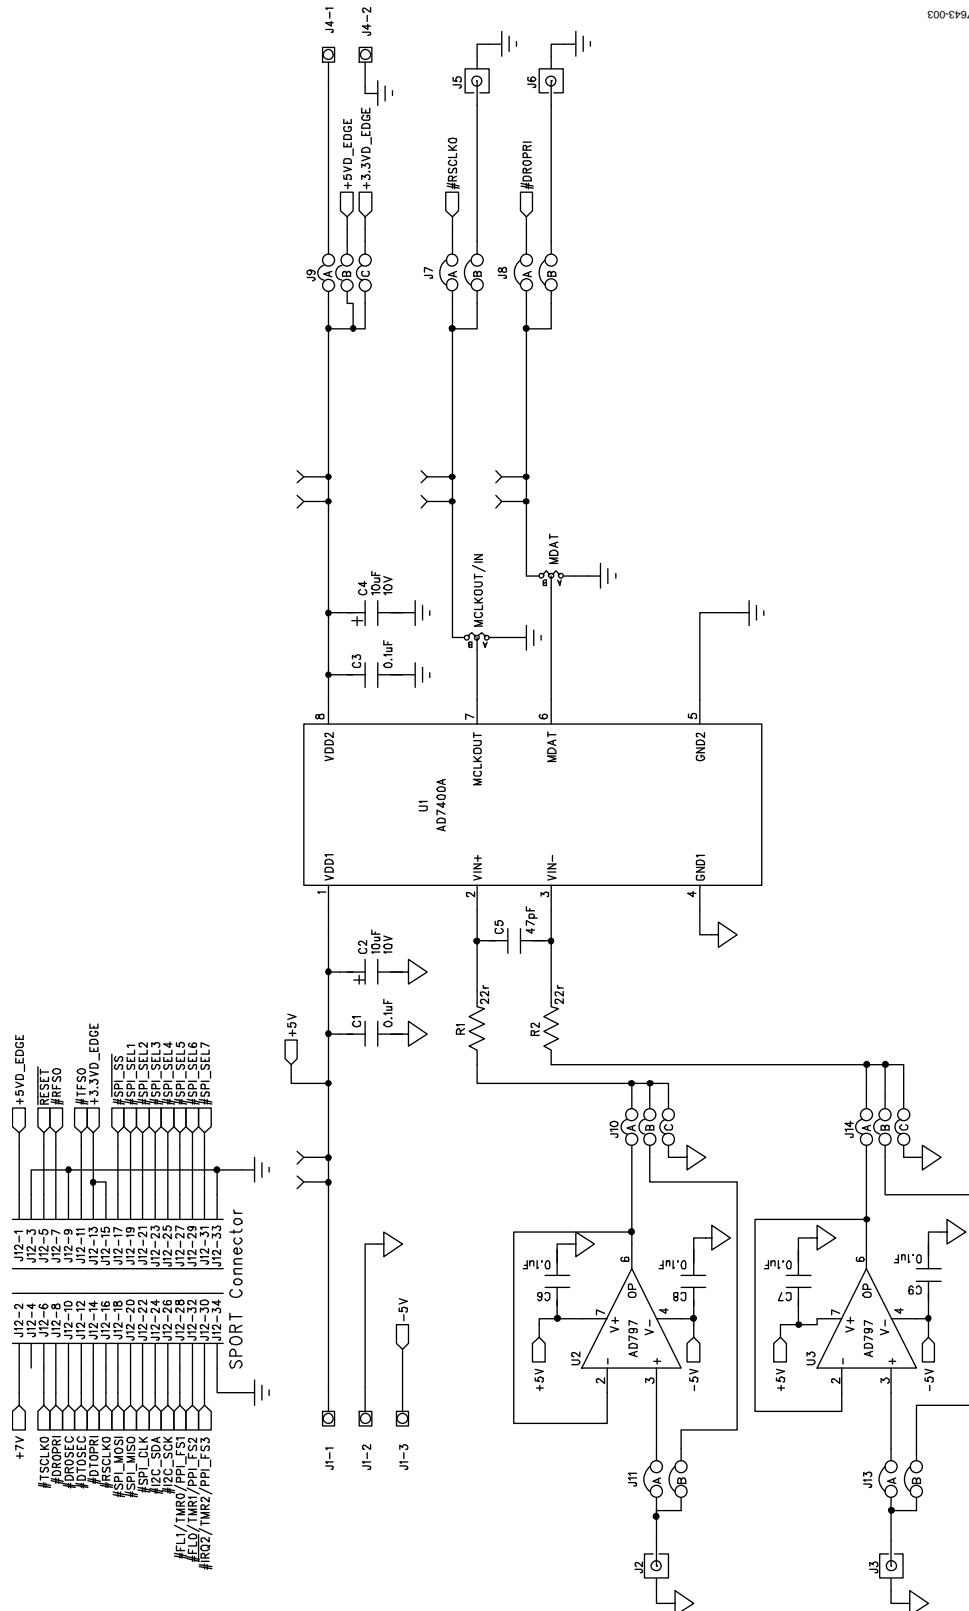 7643-003
J4-1
J4-2
J9
A
B
C
+5VD_EDGE
+3.3VD_EDGE
J7
A
B
#RSCLK0
J5
J8
A
B
#DR0PRI
J6
C3
0.1uF
C4
10uF
10V
MCLKOUT/IN
B
A
MDAT
B
A
8
7
6
5
VDD2
MCLKOUT
MDAT
GND2
U1
AD7400A
VDD1
VIN+
VIN-
GND1
1
2
3
4
C2
10uF
10V
C1
0.1uF
+5V
C5
47pF
R1
22r
R2
22r
J10
A
B
C
J14
A
B
C
+5VD_EDGE
RESET
#RFS0
#TFS0
+3.3VD_EDGE
#SPI_SS
#SPI_SEL1
#SPI_SEL2
#SPI_SEL3
#SPI_SEL4
#SPI_SEL5
#SPI_SEL6
#SPI_SEL7
J12-1
J12-3
J12-5
J12-7
J12-9
J12-11
J12-13
J12-15
J12-17
J12-19
J12-21
J12-23
J12-25
J12-27
J12-29
J12-31
J12-33
SPORT Connector
J12-2
J12-4
J12-6
J12-8
J12-10
J12-12
J12-14
J12-16
J12-18
J12-20
J12-22
J12-24
J12-26
J12-28
J12-32
J12-30
J12-34
+7V
#TSCLK0
#DR0PRI
#DR0SEC
#DT0SEC
#DT0PRI
#RSCLK0
#SPI_MOSI
#SPI_MISO
#SPI_CLK
#I2C_SDA
#I2C_SCK
#FL1/TMR0/PPI_FS1
#FL0/TMR1/PPI_FS2
#IRQ2/TMR2/PPI_FS3
J1-1
J1-2
J1-3
-5V
C6
0.1uF
C8
0.1uF
+5V
-5V
U2
AD797
OP
V+
V-
-
+
2
3
4
6
7
J11
A
B
J2
C7
0.1uF
C9
0.1uF
+5V
-5V
U3
AD797
OP
V+
V-
-
+
2
3
4
6
7
J13
A
B
J3